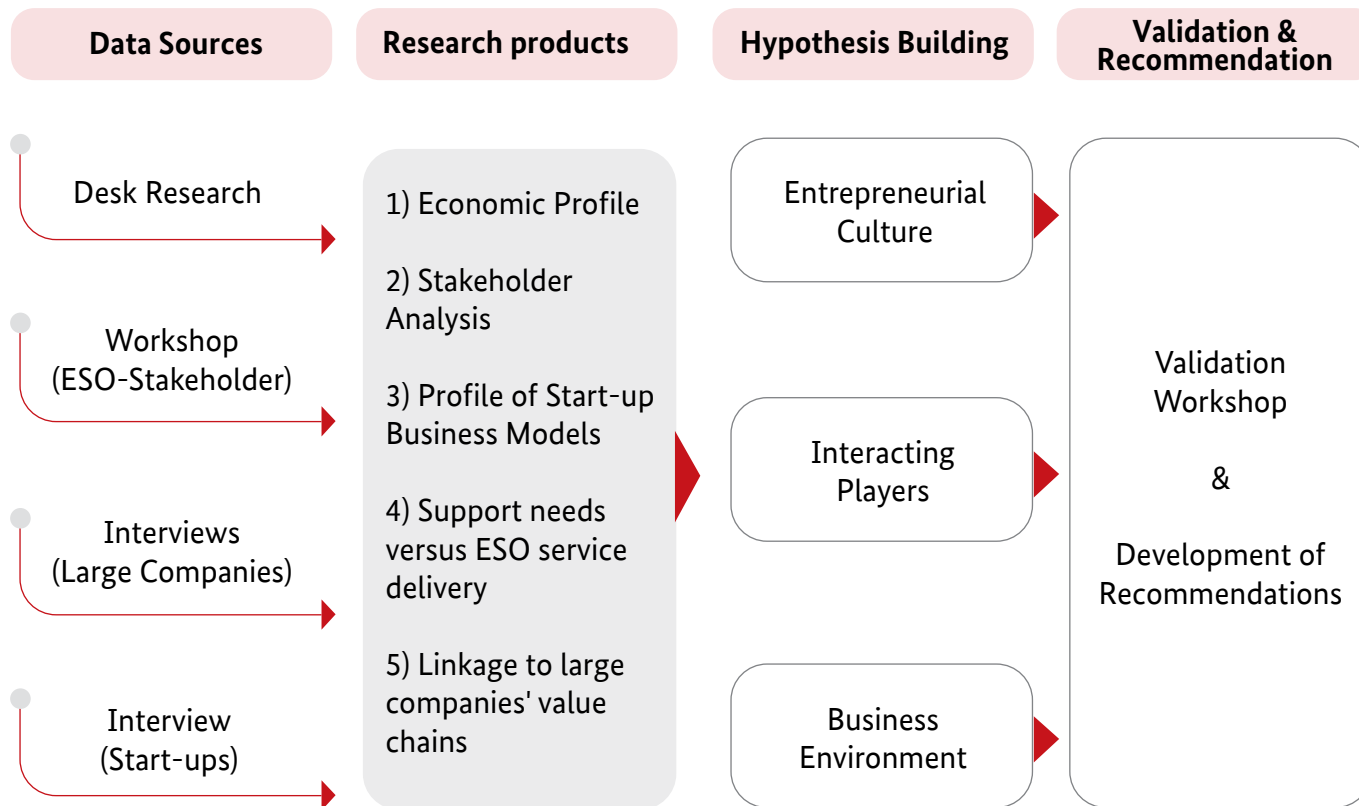 Data Sources
Research products
Hypothesis Building
Validation &
Recommendation
Desk Research
Workshop
(ESO-Stakeholder)
Interviews
(Large Companies)
Interview
(Start-ups)
1) Economic Profile
2) Stakeholder
Analysis
3) Profile of Start-up
Business Models
4) Support needs
versus ESO service
delivery
5) Linkage to large
companies' value
chains
Entrepreneurial
Culture
Interacting
Players
Business
Environment
Validation
Workshop
&
Development of
Recommendations